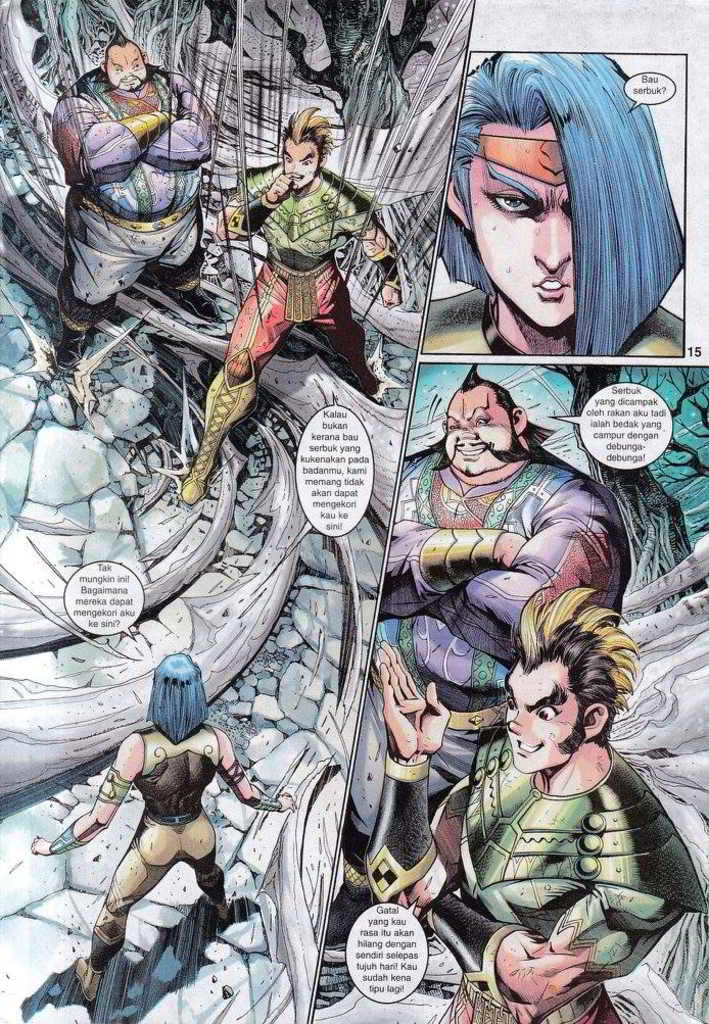 Tak
mungkin ini!
Bagaimana
mereka dapat
mengekori aku
ke sini?
Kalau
bukan
kerana bau
serbuk yang
kukenakan pada
badanmu, kami
memang tidak
akan dapat
mengekori
kau ke
sini!
Bau
serbuk?
15
Serbuk
yang dicampak
oleh rakan aku tadi
ialah bedak yang
campur dengan
debunga-
debunga!
Gatal
yang kau
rasa itu akan
hilang dengan
sendiri selepas
tujuh hari! Kau
sudah kena
tipu lagi!